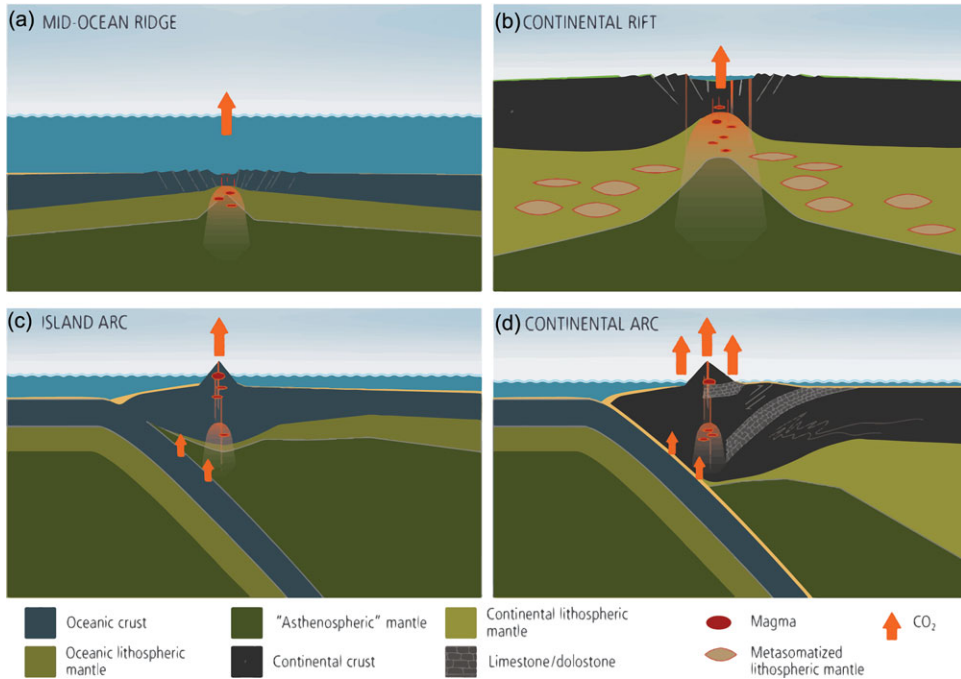 (a) MID-OCEAN RIDGE
(b) CONTINENTAL RIFT
(c) ISLAND ARC
(d) CONTINENTAL ARC
Oceanic crust
"Asthenospheric" mantle
Continental lithospheric
mantle
Magma
CO₂
Oceanic lithospheric
mantle
Continental crust
Limestone/dolostone
Metasomatized
lithospheric mantle